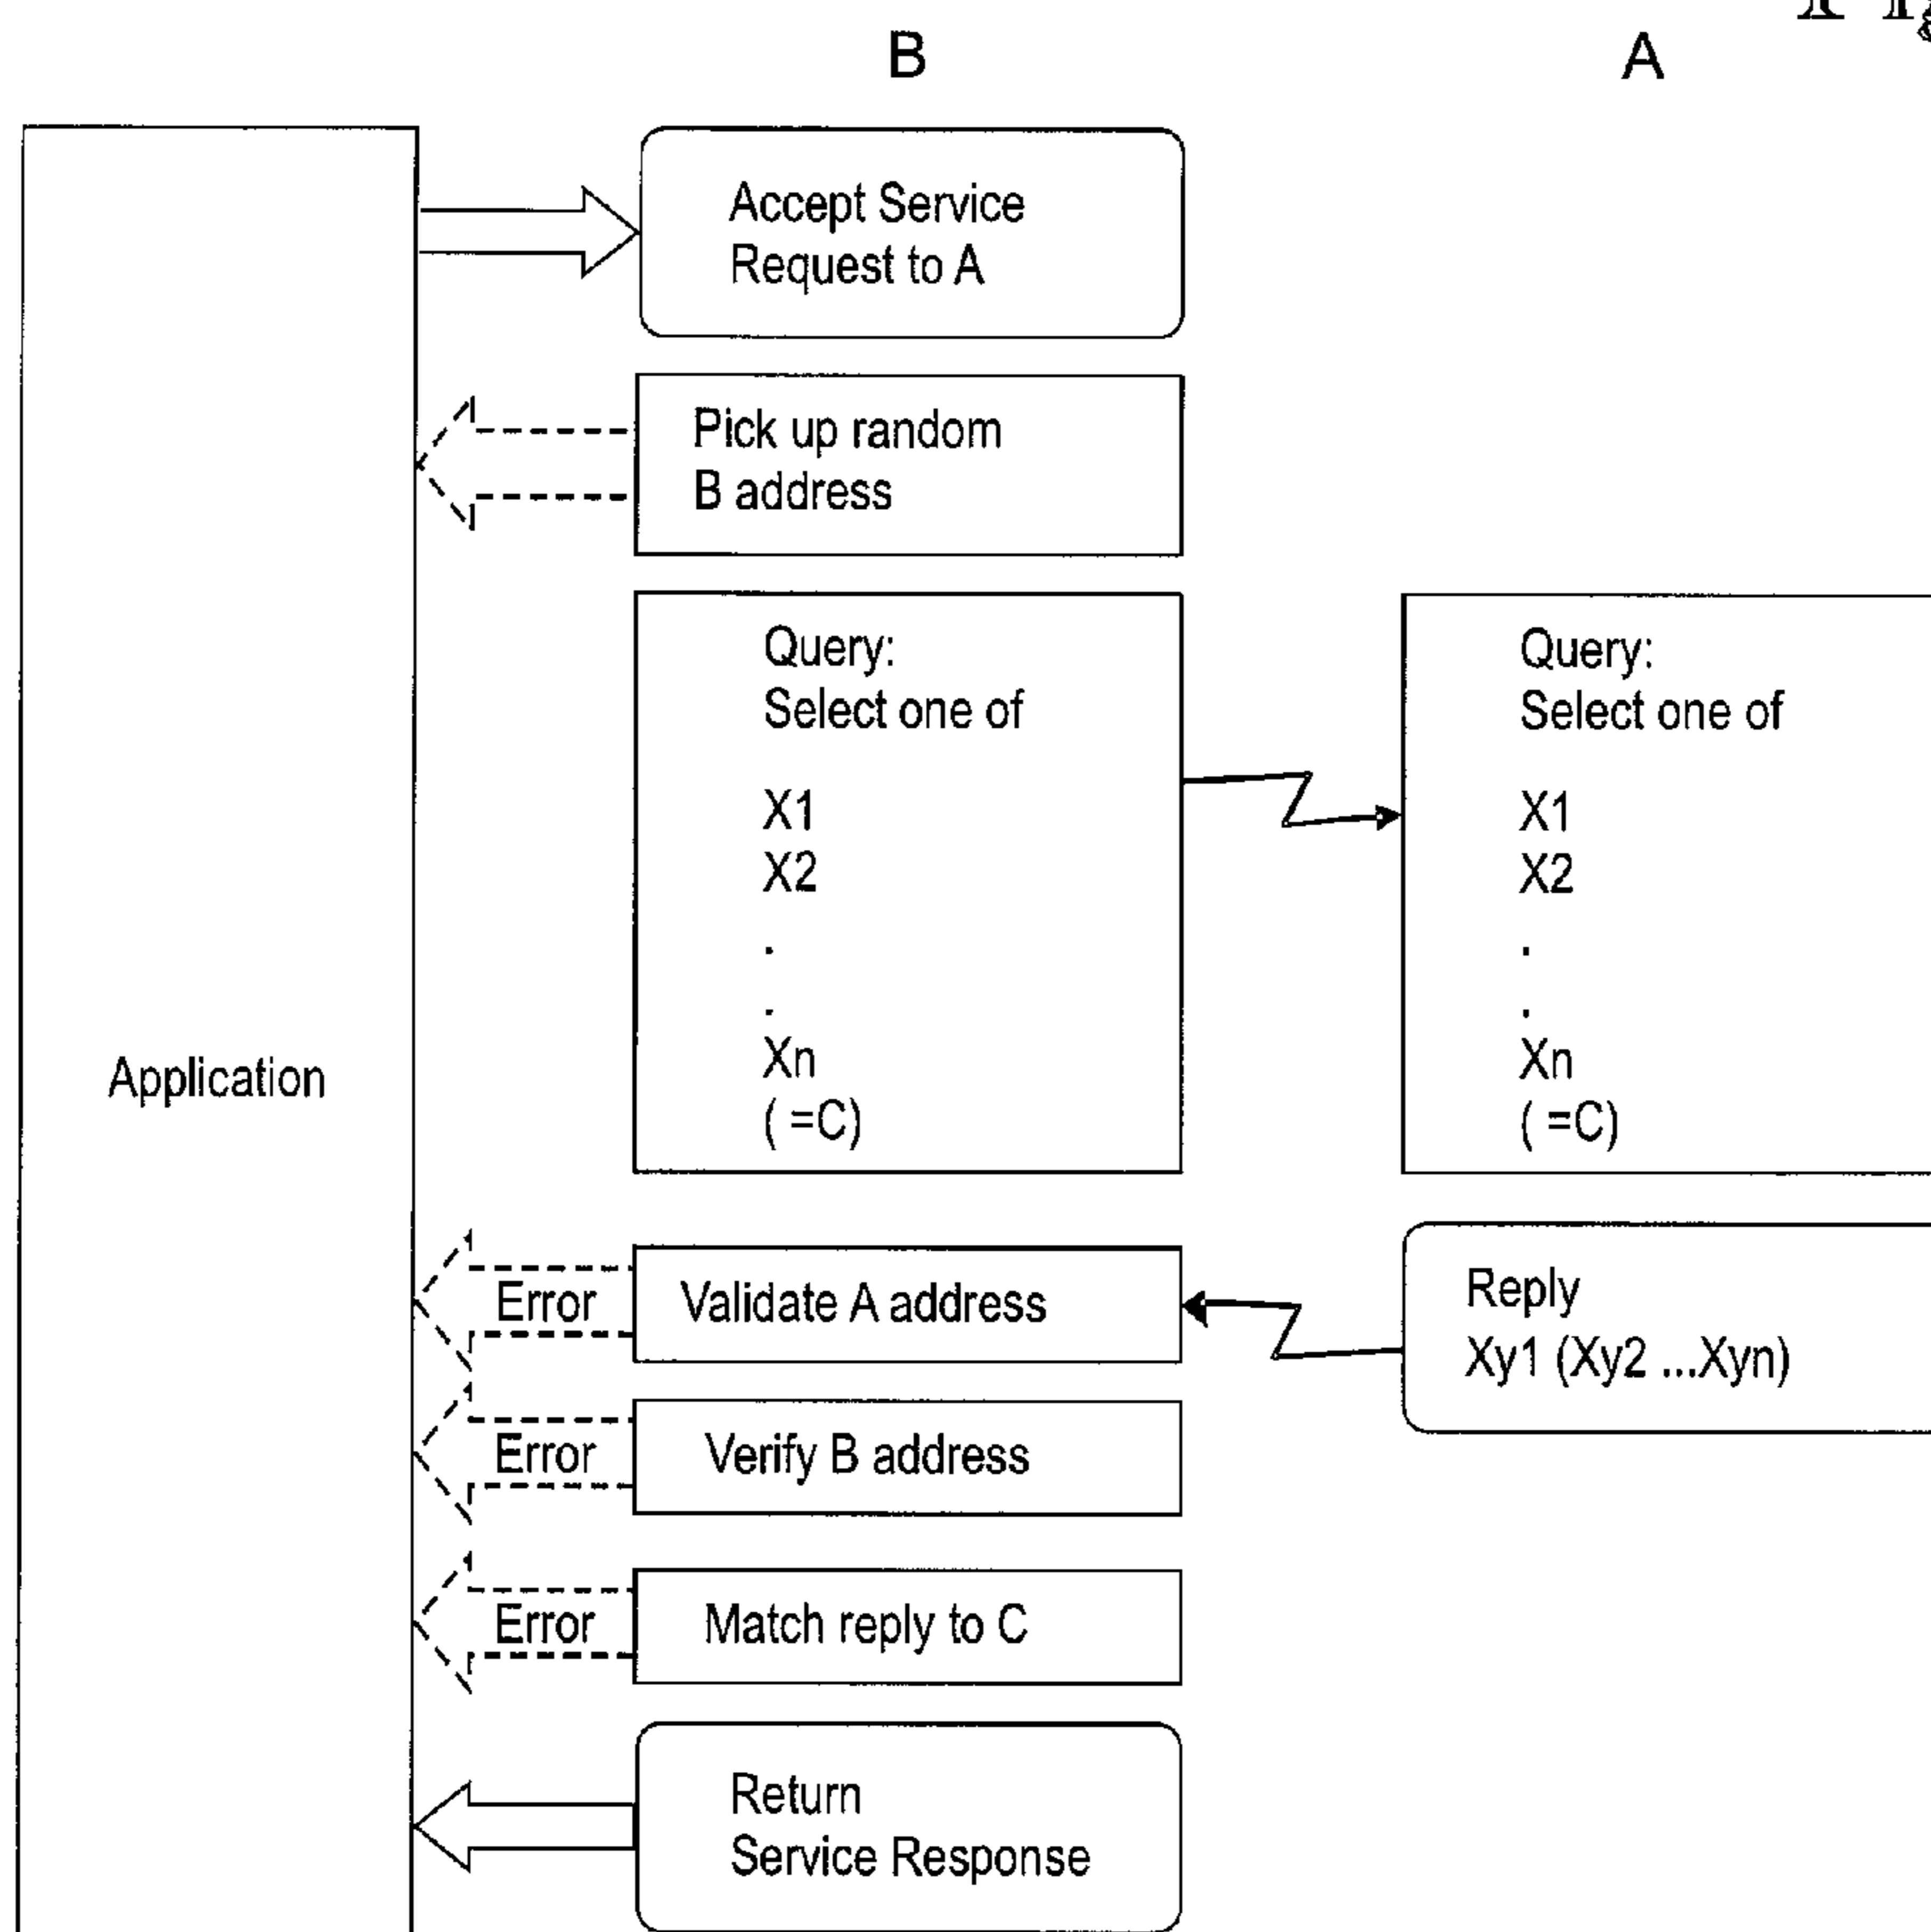 B
A
Accept Service
Request to A
Pick up random
B address
Query:
Select one of
X1
X2
.
.
Xn
( =C)
Query:
Select one of
X1
X2
.
.
Xn
( =C)
Application
Error
Validate A address
Reply
Xy1 (Xy2 ...Xyn)
Error
Verify B address
Error
Match reply to C
Return
Service Response